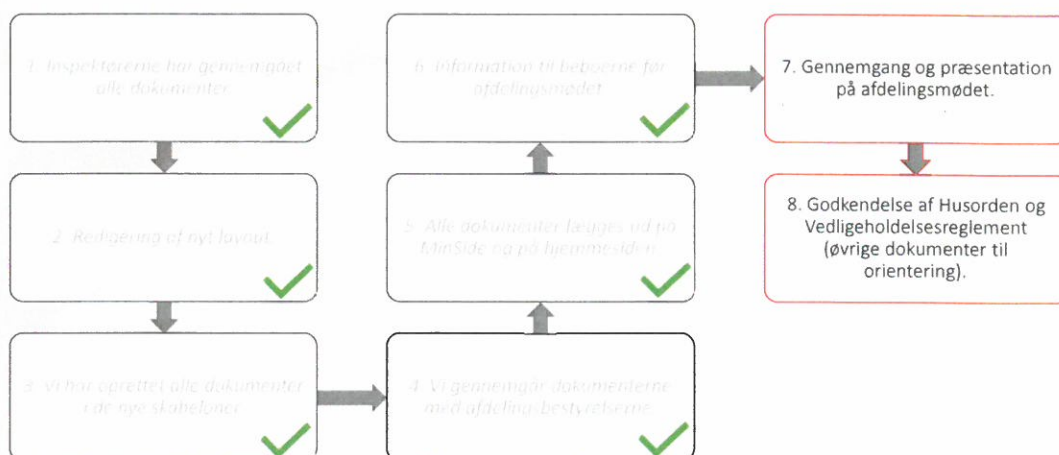 1. Inspektørerne har gennemgået
alle dokumenter.
2. Redigering af nyt layout.
3. Vi har oprettet alle dokumenter
i de nye skabeloner.
4. Vi gennemgår dokumenterne
med afdelingsbestyrelserne.
5. Alle dokumenter lægges ud på
MinSide og på hjemmesiden.
6. Information til beboerne før
afdelingsmødet.
7. Gennemgang og præsentation
på afdelingsmødet.
8. Godkendelse af Husorden og
Vedligeholdelsesreglement
(øvrige dokumenter til
orientering).